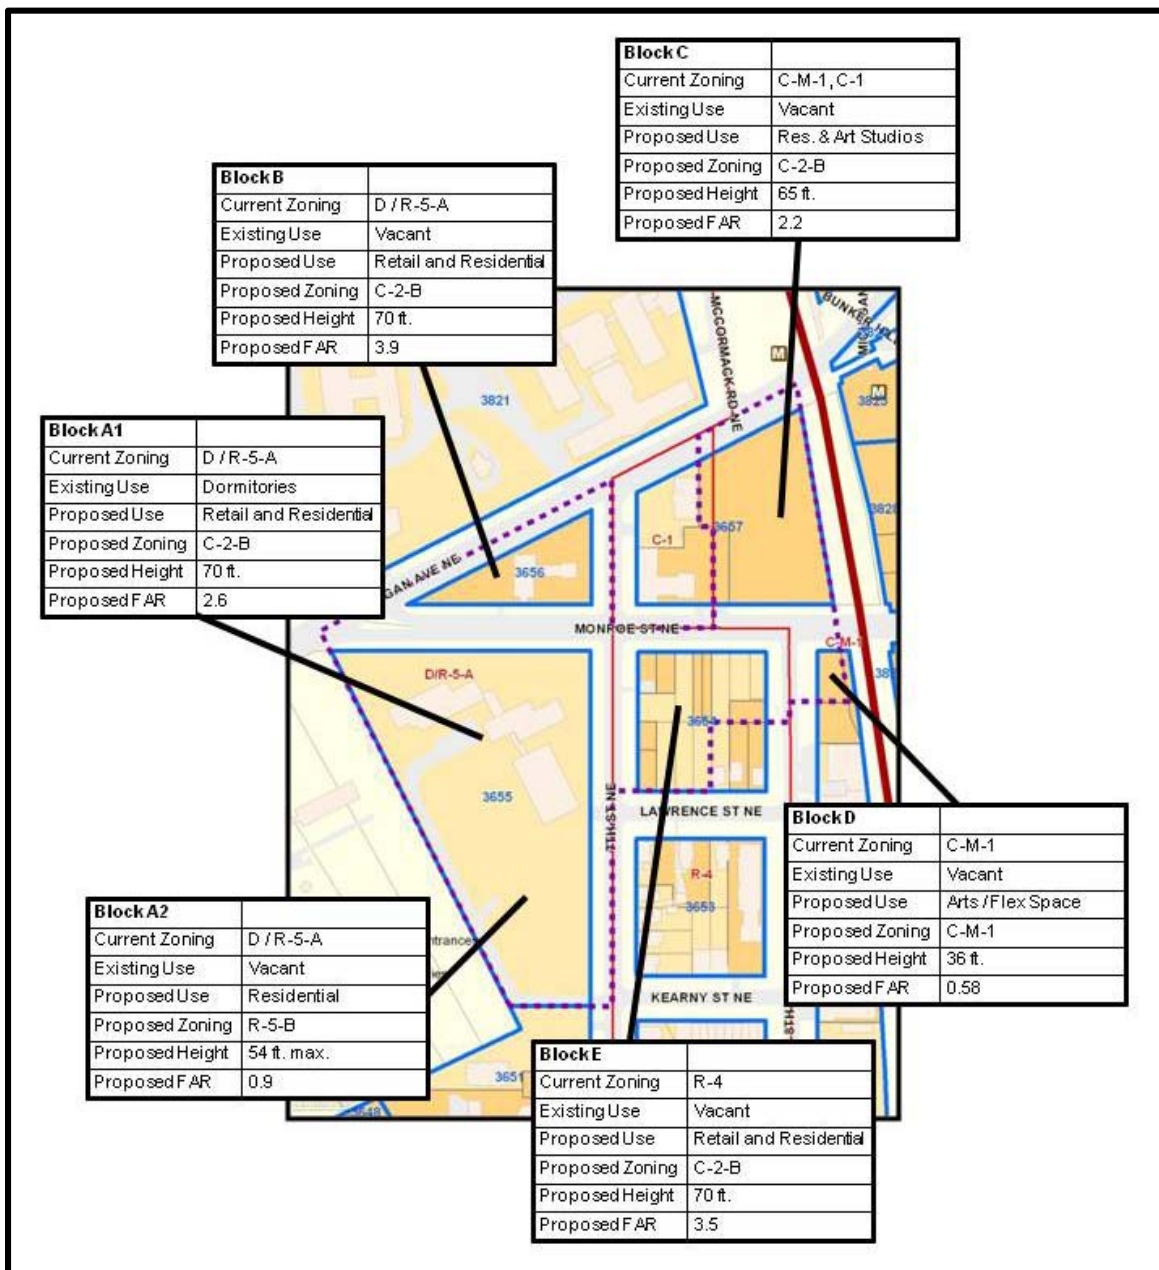 Block C
Current Zoning C-M-1, C-1
Existing Use Vacant
Proposed Use Res. & Art Studios
Proposed Zoning C-2-B
Proposed Height 65 ft.
Proposed FAR 2.2
Block B
Current Zoning D / R-5-A
Existing Use Vacant
Proposed Use Retail and Residential
Proposed Zoning C-2-B
Proposed Height 70 ft.
Proposed FAR 3.9
Block A1
Current Zoning D / R-5-A
Existing Use Dormitories
Proposed Use Retail and Residential
Proposed Zoning C-2-B
Proposed Height 70 ft.
Proposed FAR 2.6
MCCORMACK RD NE
BUNKER HILL
M
M
3821
3825
3828
3657
C-1
3656
GAN AVE NE
MONROE ST NE
C-M-1
D/R-5-A
3655
7TH ST NE
LAWRENCE ST NE
R-4
3653
KEARNY ST NE
8TH
ntrance
3651
3648
Block D
Current Zoning C-M-1
Existing Use Vacant
Proposed Use Arts / Flex Space
Proposed Zoning C-M-1
Proposed Height 36 ft.
Proposed FAR 0.58
Block A2
Current Zoning D / R-5-A
Existing Use Vacant
Proposed Use Residential
Proposed Zoning R-5-B
Proposed Height 54 ft. max.
Proposed FAR 0.9
Block E
Current Zoning R-4
Existing Use Vacant
Proposed Use Retail and Residential
Proposed Zoning C-2-B
Proposed Height 70 ft.
Proposed FAR 3.5